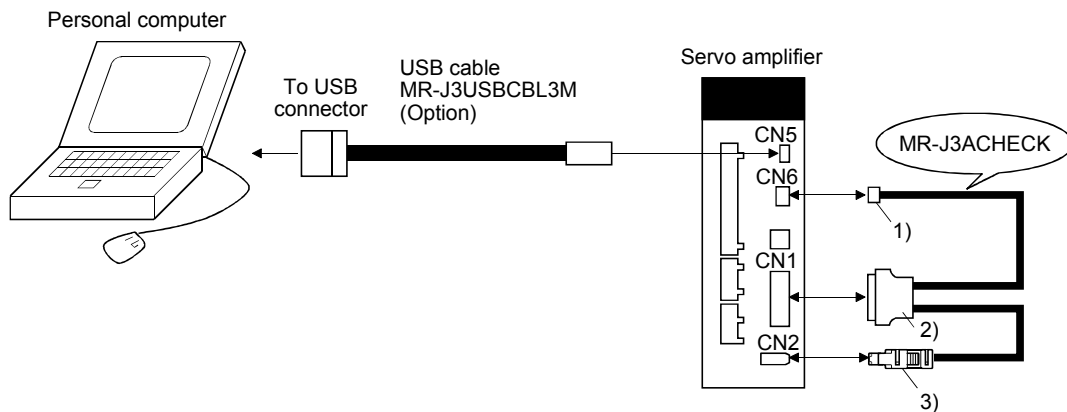 Personal computer
To USB
connector
USB cable
MR-J3USBCBL3M
(Option)
Servo amplifier
CN5
CN6
CN1
CN2
MR-J3ACHECK
1)
2)
3)